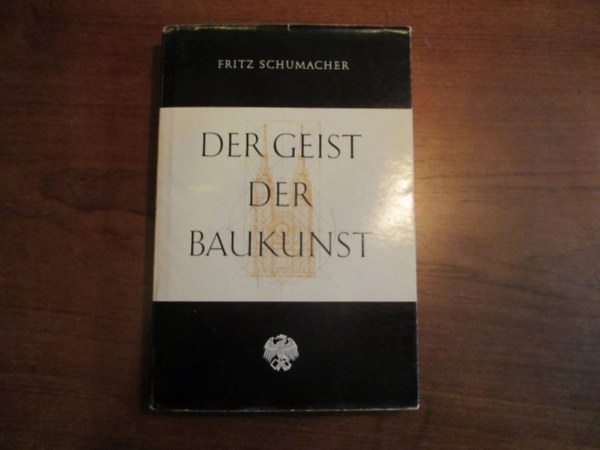 FRITZ SCHUMACHER
DER GEIST
DER
BAUKUNST